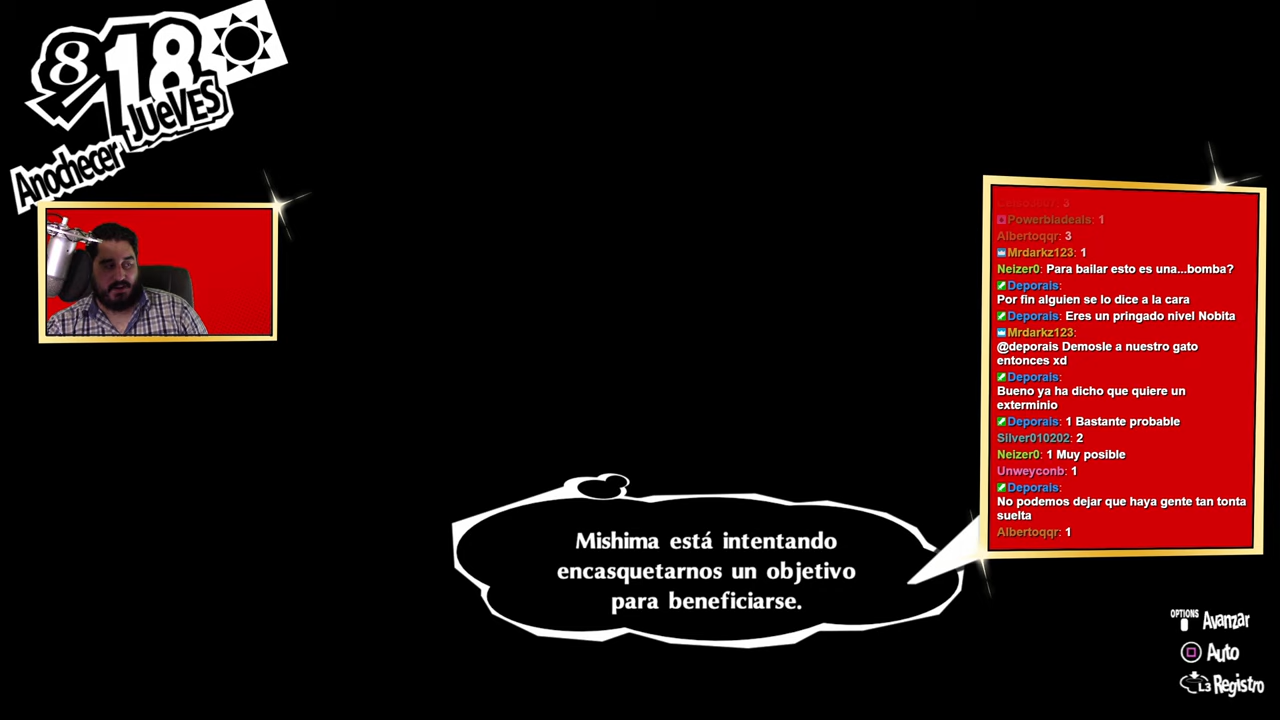 8/18
JUEVES
Anochecer
Celso3007: 3
Powerbladeals: 1
Albertoqqr: 3
Mrdarkz123: 1
Neizer0: Para bailar esto es una...bomba?
Deporais:
Por fin alguien se lo dice a la cara
Deporais: Eres un pringado nivel Nobita
Mrdarkz123:
@deporais Demosle a nuestro gato
entonces xd
Deporais:
Bueno ya ha dicho que quiere un
exterminio
Deporais: 1 Bastante probable
Silver010202: 2
Neizer0: 1 Muy posible
Unweyconb: 1
Deporais:
No podemos dejar que haya gente tan tonta
suelta
Albertoqqr: 1
Mishima está intentando
encasquetarnos un objetivo
para beneficiarse.
OPTIONS Avanzar
Auto
L3 Registro